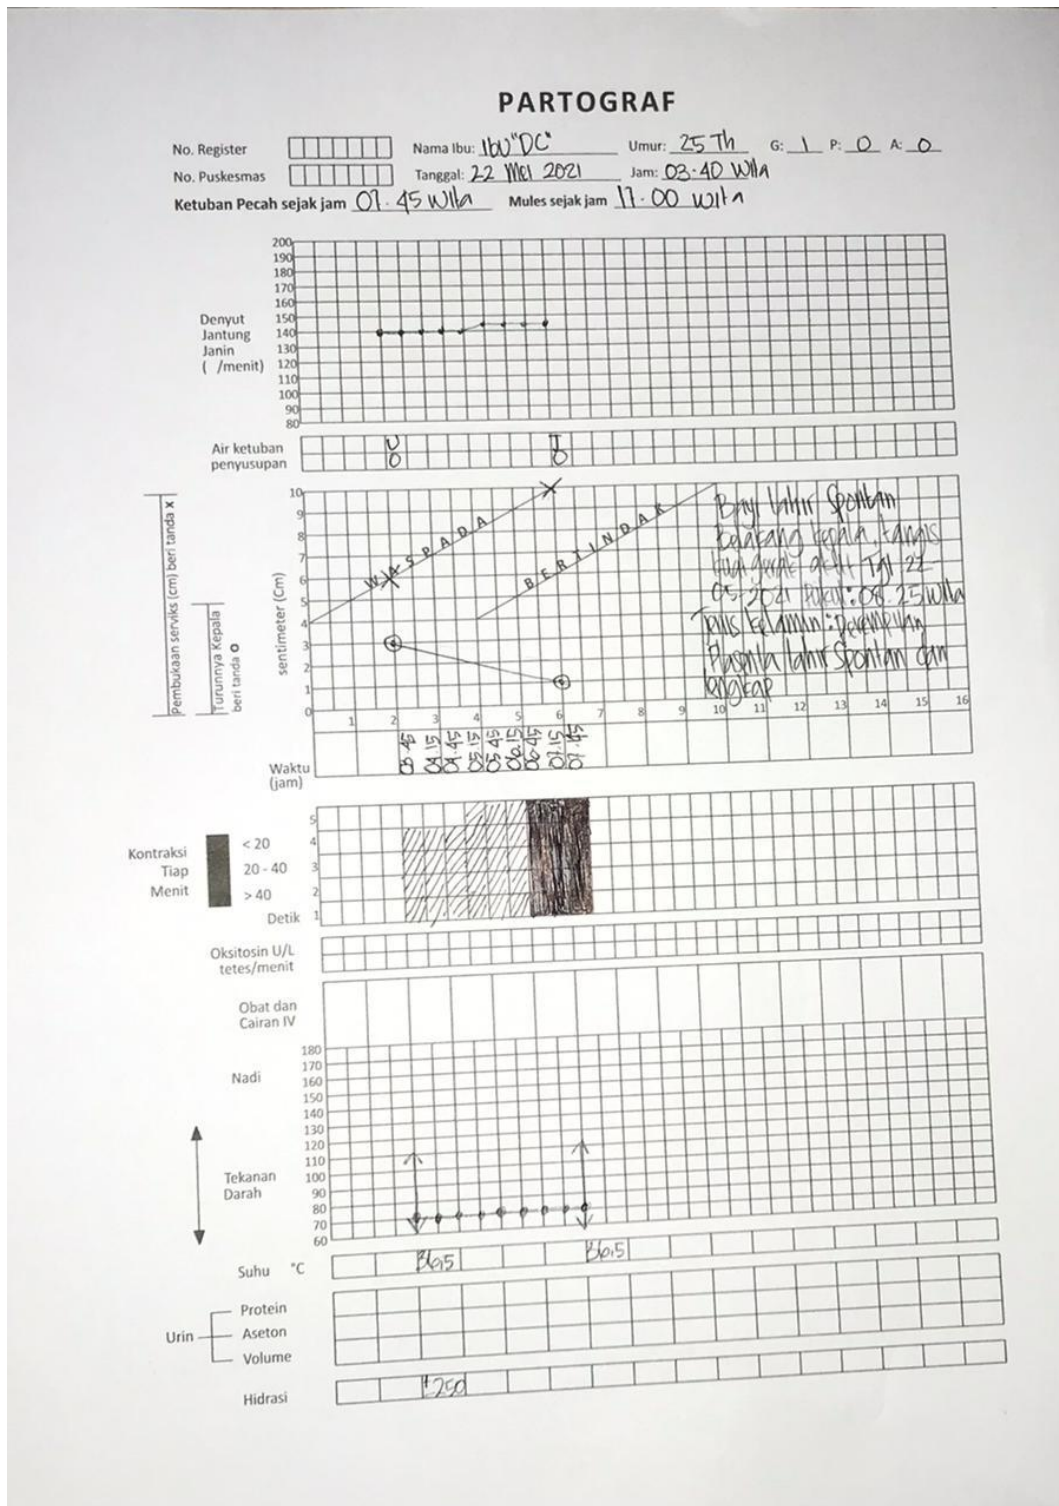 PARTOGRAF
No. Register Nama Ibu: Ibu "DC" Umur: 25 Th G: 1 P: 0 A: 0
No. Puskesmas Tanggal: 22 Mei 2021 Jam: 03.40 Wita
Ketuban Pecah sejak jam 07.45 Wita Mules sejak jam 17.00 Wita
200
190
180
170
160
150
140
130
120
110
100
90
80
Denyut
Jantung
Janin
( /menit)
Air ketuban
penyusupan
U J
0 0
Pembukaan serviks (cm) beri tanda x
Turunnya Kepala
beri tanda O
sentimeter (Cm)
10
9
8
7
6
5
4
3
2
1
0
WASPADA
BERTINDAK
Bayi lahir Spontan
Belakang kepala, tangis
kuat gerak aktif Tgl 22-
05-2021 Pukul: 08.25 Wita
Jenis kelamin: Perempuan
Plasenta lahir Spontan dan
lengkap
1 2 3 4 5 6 7 8 9 10 11 12 13 14 15 16
Waktu
(jam)
03.45 04.15 04.45 05.15 05.45 06.15 06.45 07.15 07.45
Kontraksi
Tiap
Menit
< 20
20 - 40
> 40
Detik
5
4
3
2
1
Oksitosin U/L
tetes/menit
Obat dan
Cairan IV
Nadi
Tekanan
Darah
180
170
160
150
140
130
120
110
100
90
80
70
60
Suhu °C 36,5 36,5
Urin
Protein
Aseton
Volume
Hidrasi ±250